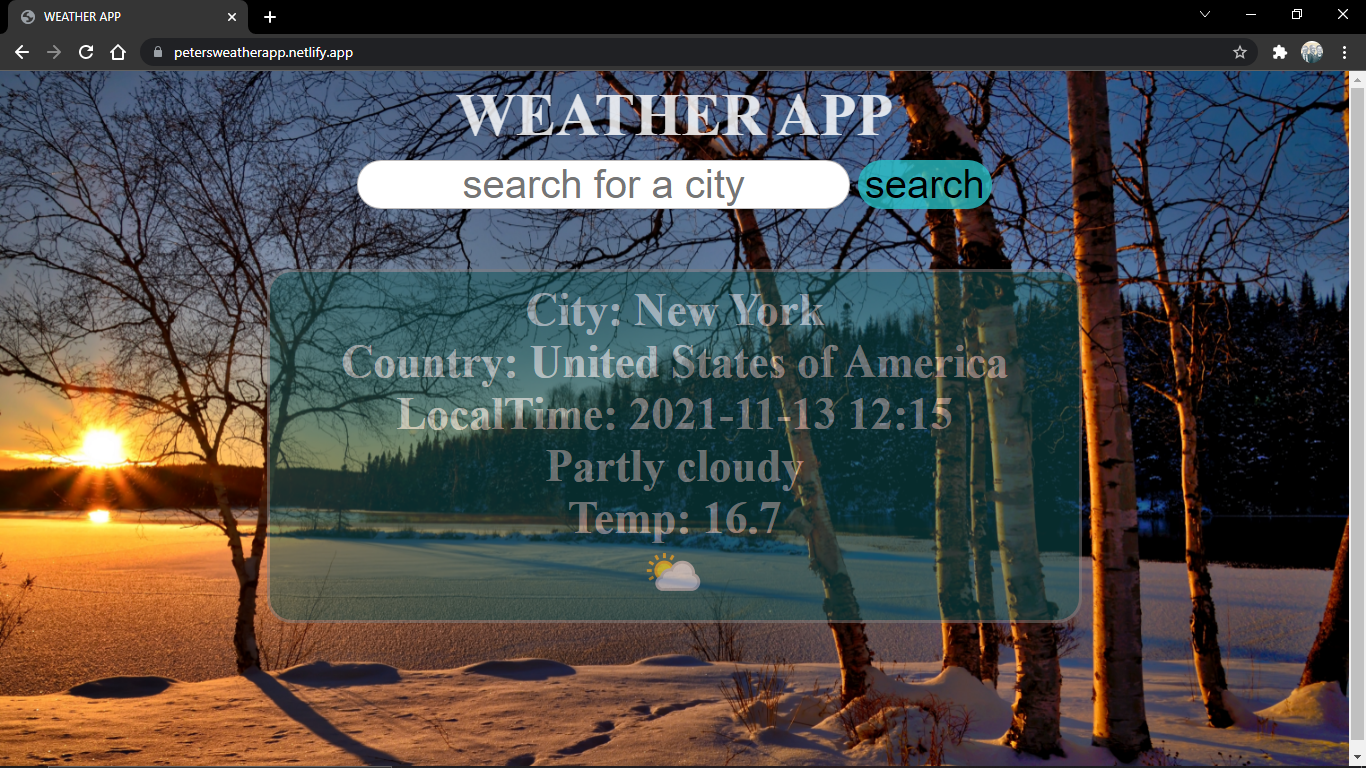 WEATHER APP
petersweatherapp.netlify.app
WEATHER APP
search for a city
search
City: New York
Country: United States of America
LocalTime: 2021-11-13 12:15
Partly cloudy
Temp: 16.7